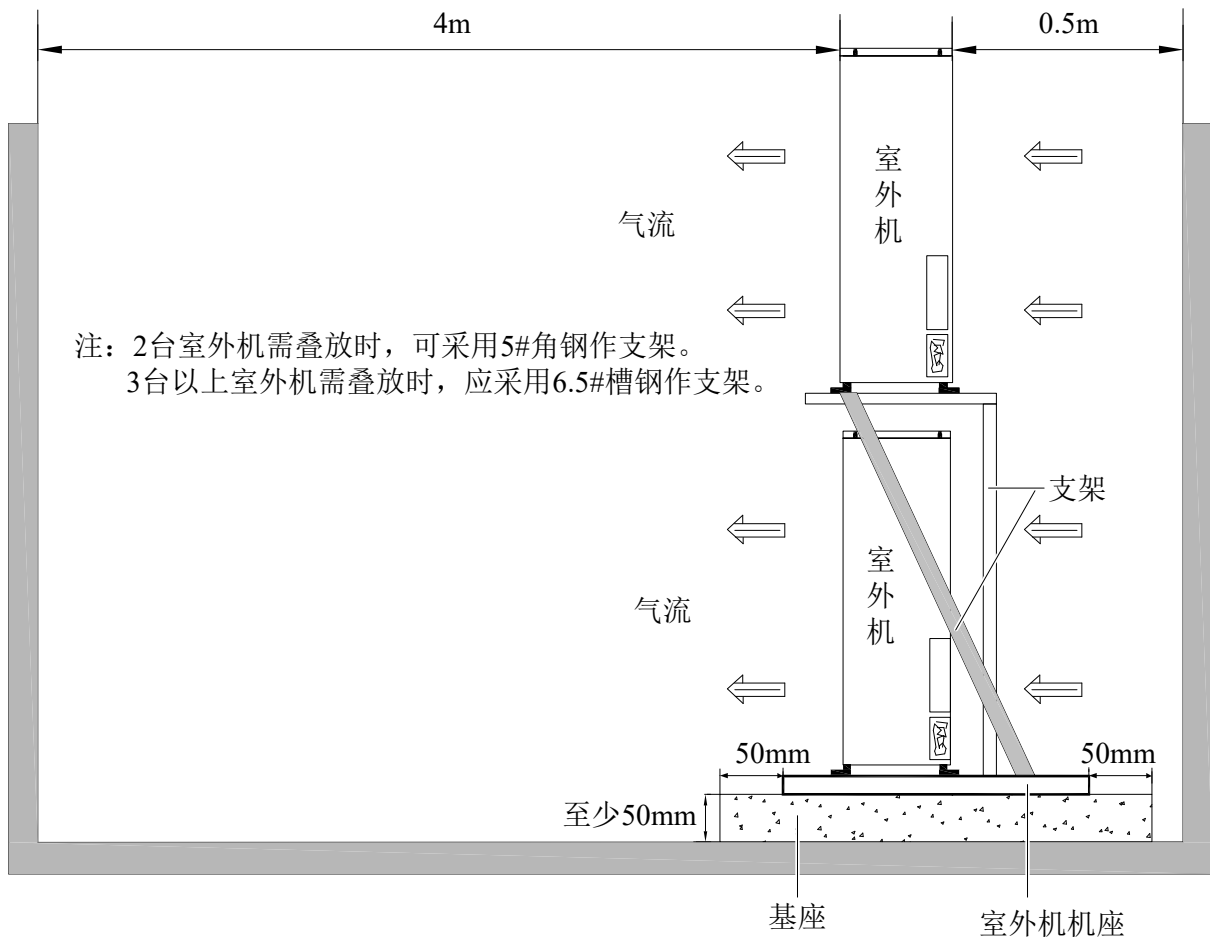 4m
0.5m
室外机
气流
注：2台室外机需叠放时，可采用5#角钢作支架。
3台以上室外机需叠放时，应采用6.5#槽钢作支架。
支架
室外机
气流
50mm
50mm
至少50mm
基座
室外机机座